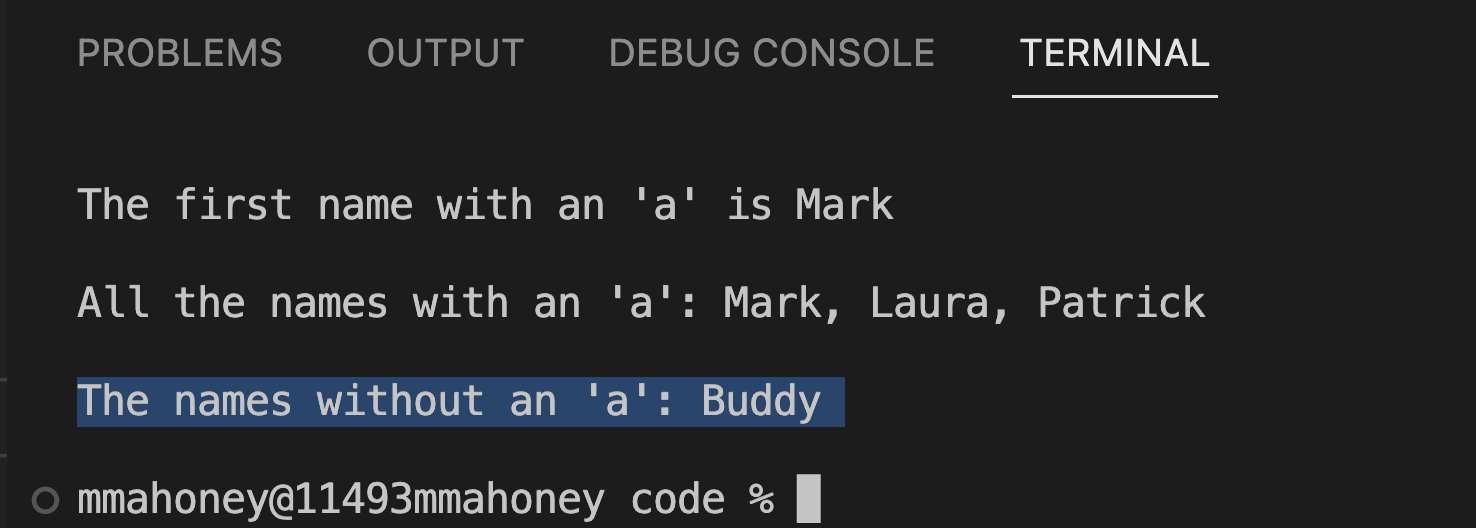 PROBLEMS OUTPUT DEBUG CONSOLE TERMINAL
The first name with an 'a' is Mark
All the names with an 'a': Mark, Laura, Patrick
The names without an 'a': Buddy
mmahoney@11493mmahoney code %